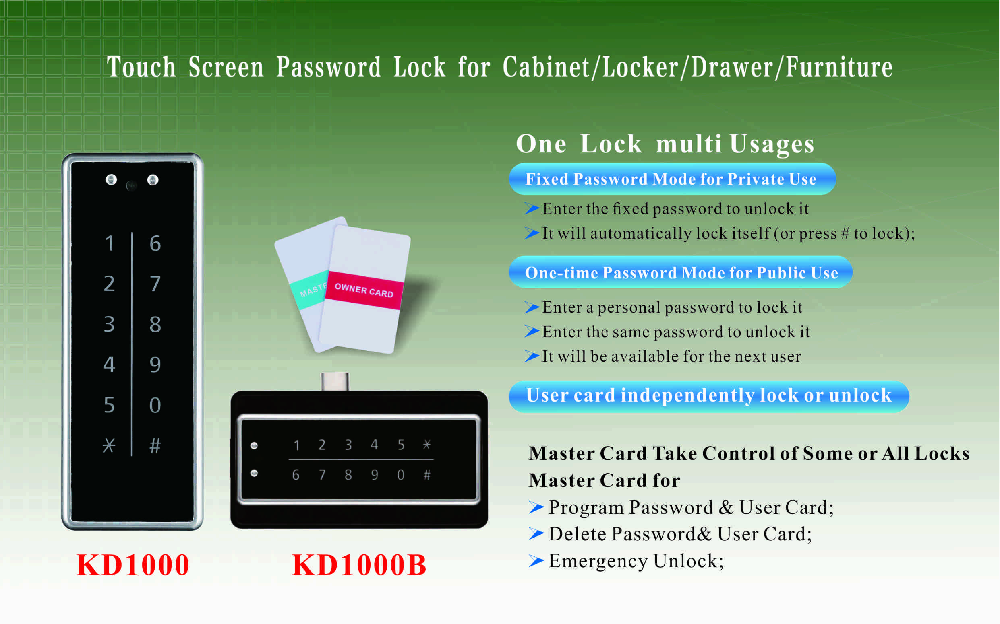 Touch Screen Password Lock for Cabinet/Locker/Drawer/Furniture
One Lock multi Usages
Fixed Password Mode for Private Use
Enter the fixed password to unlock it
It will automatically lock itself (or press # to lock);
One-time Password Mode for Public Use
Enter a personal password to lock it
Enter the same password to unlock it
It will be available for the next user
User card independently lock or unlock
Master Card Take Control of Some or All Locks
Master Card for
Program Password & User Card;
Delete Password& User Card;
Emergency Unlock;
1 6
2 7
3 8
4 9
5 0
* #
KD1000
MASTE
OWNER CARD
1 2 3 4 5 *
6 7 8 9 0 #
KD1000B